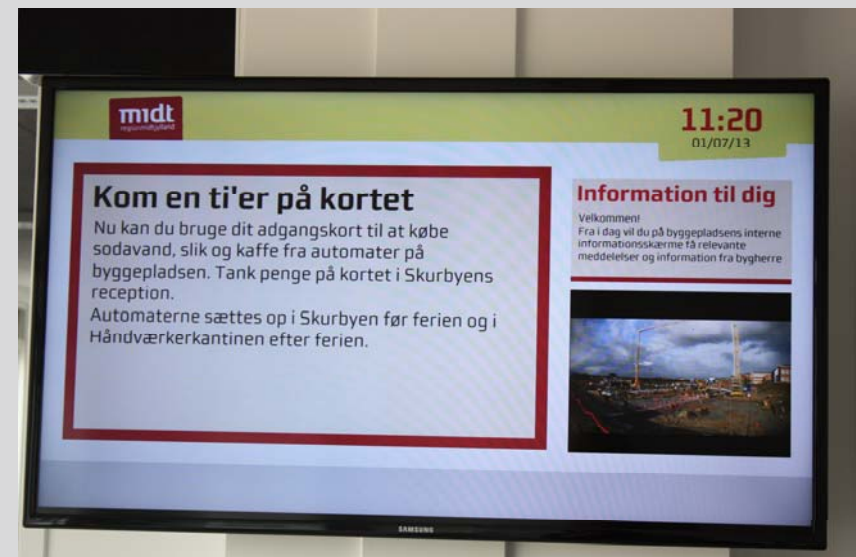 midt
regionmidtjylland
11:20
01/07/13
Kom en ti'er på kortet
Nu kan du bruge dit adgangskort til at købe
sodavand, slik og kaffe fra automater på
byggepladsen. Tank penge på kortet i Skurbyens
reception.
Automaterne sættes op i Skurbyen før ferien og i
Håndværkerkantinen efter ferien.
Information til dig
Velkommen!
Fra i dag vil du på byggepladsens interne
informationsskærme få relevante
meddelelser og information fra bygherre
SAMSUNG